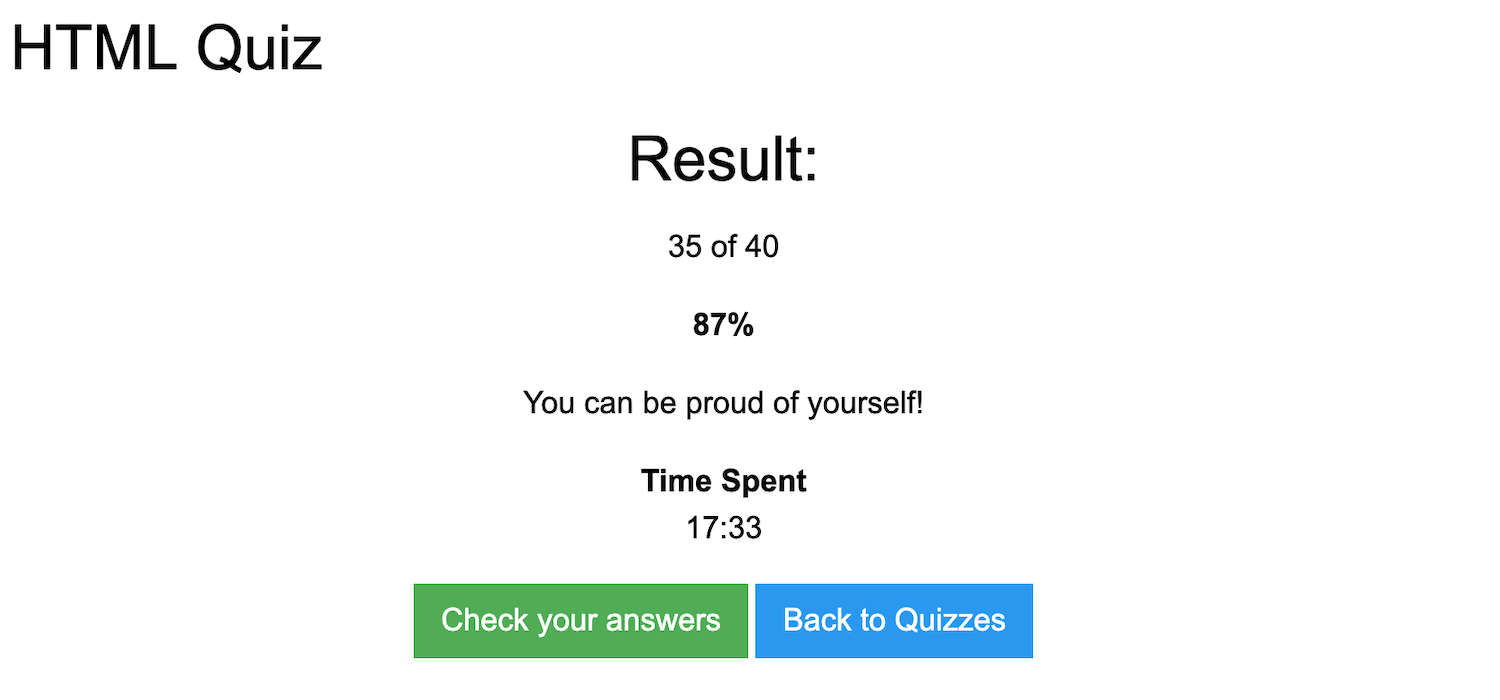 HTML Quiz
Result:
35 of 40
87%
You can be proud of yourself!
Time Spent
17:33
Check your answers Back to Quizzes